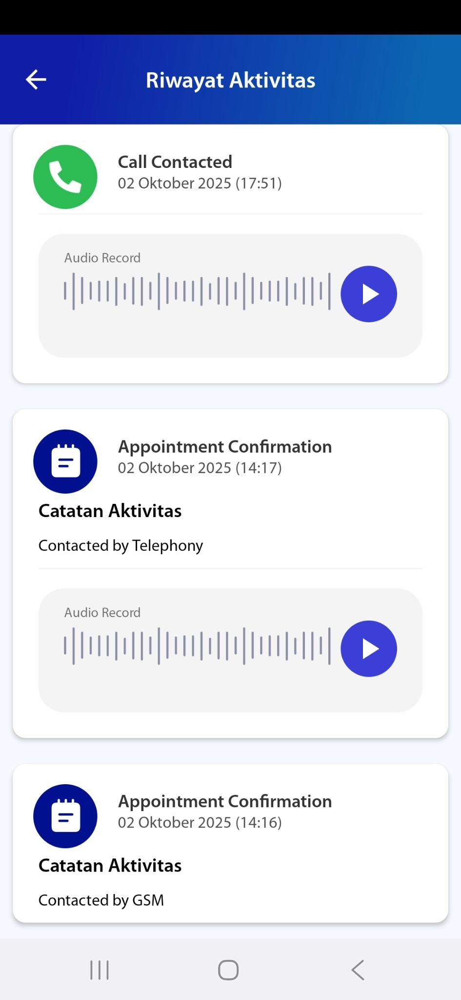 Riwayat Aktivitas
Call Contacted
02 Oktober 2025 (17:51)
Audio Record
Appointment Confirmation
02 Oktober 2025 (14:17)
Catatan Aktivitas
Contacted by Telephony
Audio Record
Appointment Confirmation
02 Oktober 2025 (14:16)
Catatan Aktivitas
Contacted by GSM